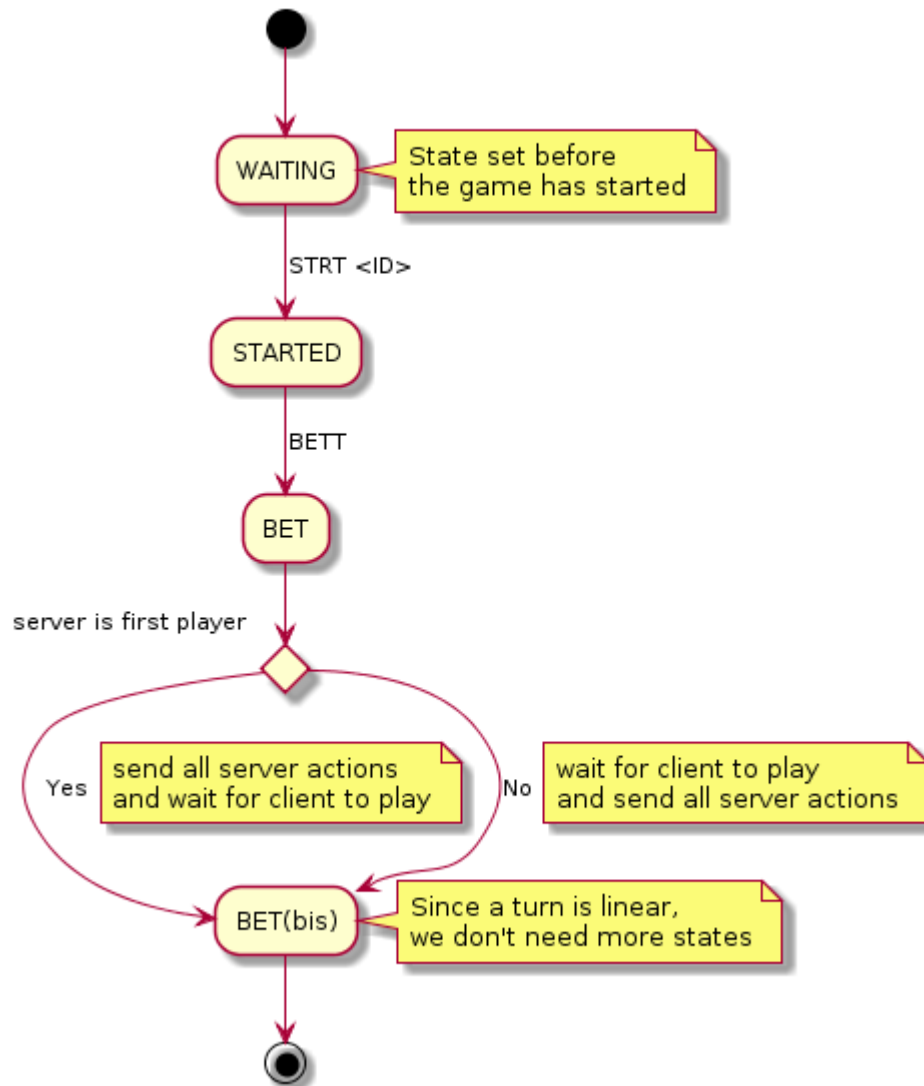 WAITING
State set before
the game has started
STRT <ID>
STARTED
BETT
BET
server is first player
Yes
send all server actions
and wait for client to play
No
wait for client to play
and send all server actions
BET(bis)
Since a turn is linear,
we don't need more states